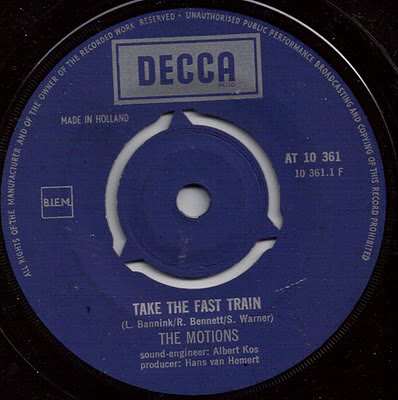 ALL RIGHTS OF THE MANUFACTURER AND OF THE OWNER OF THE RECORDED WORK RESERVED • UNAUTHORISED PUBLIC PERFORMANCE BROADCASTING AND COPYING OF THIS RECORD PROHIBITED
DECCA
MADE IN HOLLAND
AT 10 361
10 361.1 F
B.I.E.M.
TAKE THE FAST TRAIN
(L. Bannink/R. Bennett/S. Warner)
THE MOTIONS
sound-engineer: Albert Kos
producer: Hans van Hemert